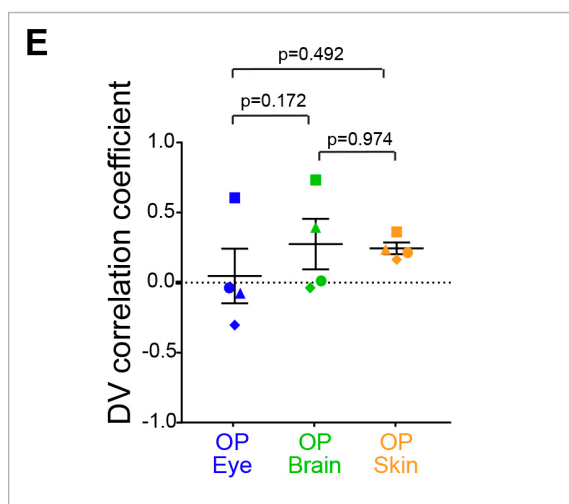 E
p=0.492
p=0.172
p=0.974
DV correlation coefficient
1.0
0.5
0.0
-0.5
-1.0
OP
Eye
OP
Brain
OP
Skin